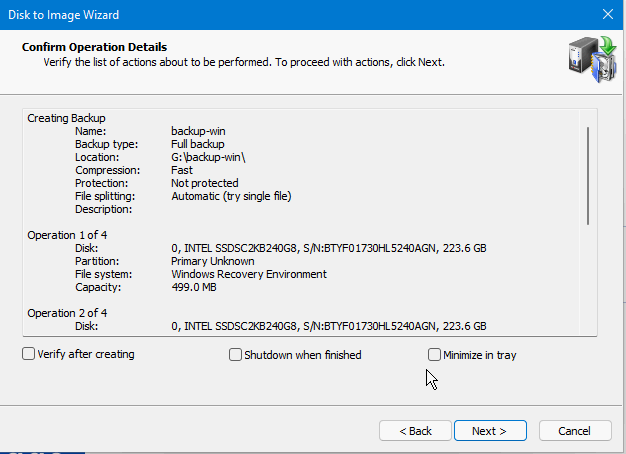 Disk to Image Wizard
Confirm Operation Details
Verify the list of actions about to be performed. To proceed with actions, click Next.
Creating Backup
Name: backup-win
Backup type: Full backup
Location: G:\backup-win\
Compression: Fast
Protection: Not protected
File splitting: Automatic (try single file)
Description:
Operation 1 of 4
Disk: 0, INTEL SSDSC2KB240G8, S/N:BTYF01730HL5240AGN, 223.6 GB
Partition: Primary Unknown
File system: Windows Recovery Environment
Capacity: 499.0 MB
Operation 2 of 4
Disk: 0, INTEL SSDSC2KB240G8, S/N:BTYF01730HL5240AGN, 223.6 GB
Verify after creating Shutdown when finished Minimize in tray
< Back Next > Cancel